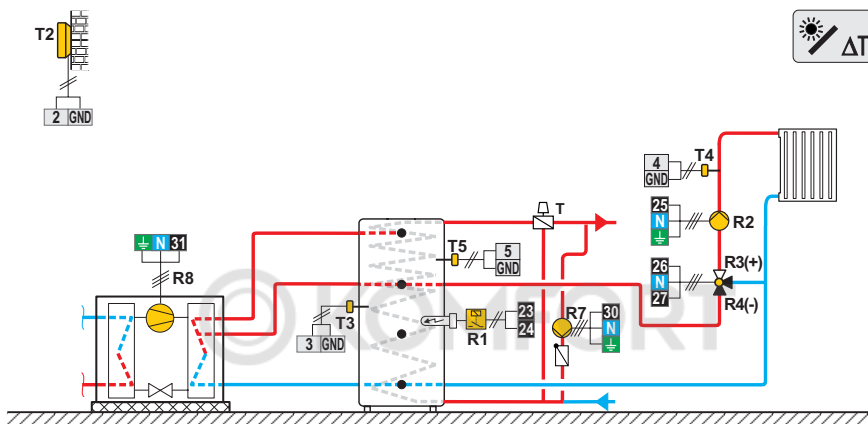 T2
2 GND
ΔT
4
GND
T4
25
N
R2
T
T5
5
GND
N 31
R8
26
N
27
R3(+)
R4(-)
T3
3 GND
R1
23
24
R7
30
N
KOMFORT